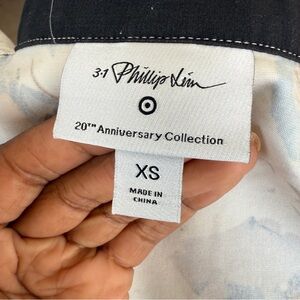 3.1 Phillip Lim
20TH Anniversary Collection
XS
MADE IN
CHINA